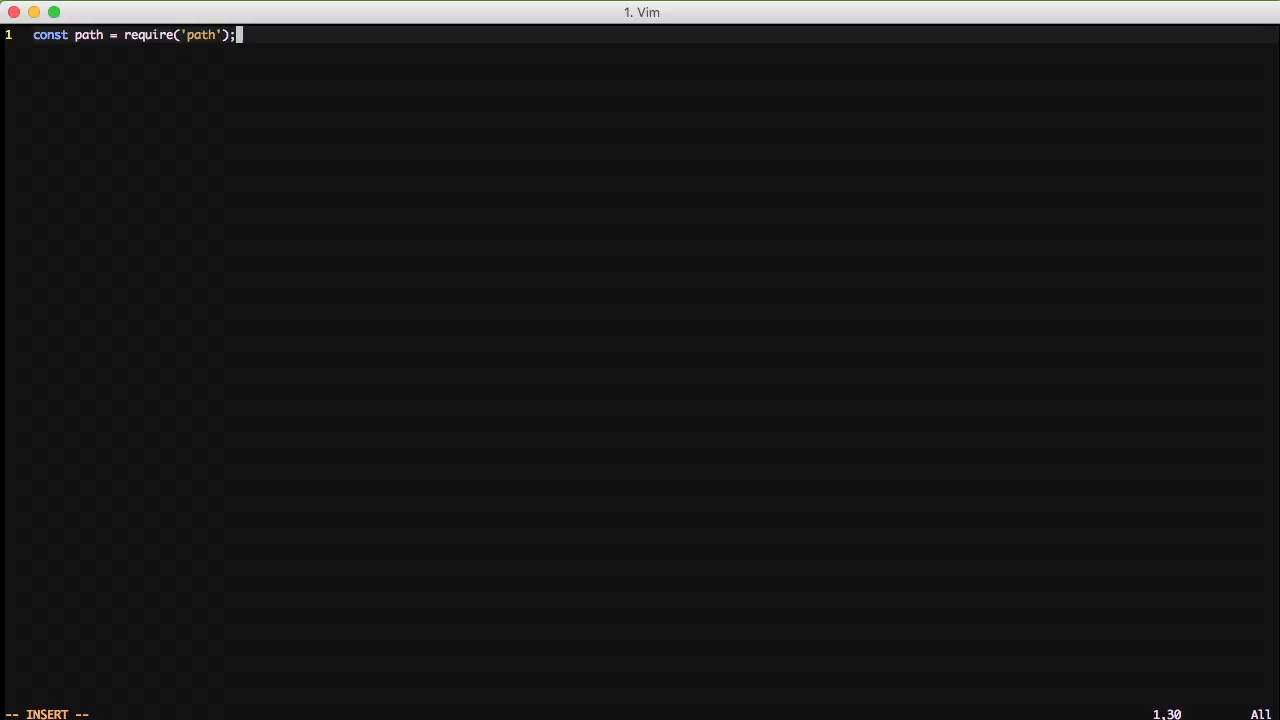 1. Vim
1 const path = require('path');
-- INSERT -- 1,30 All